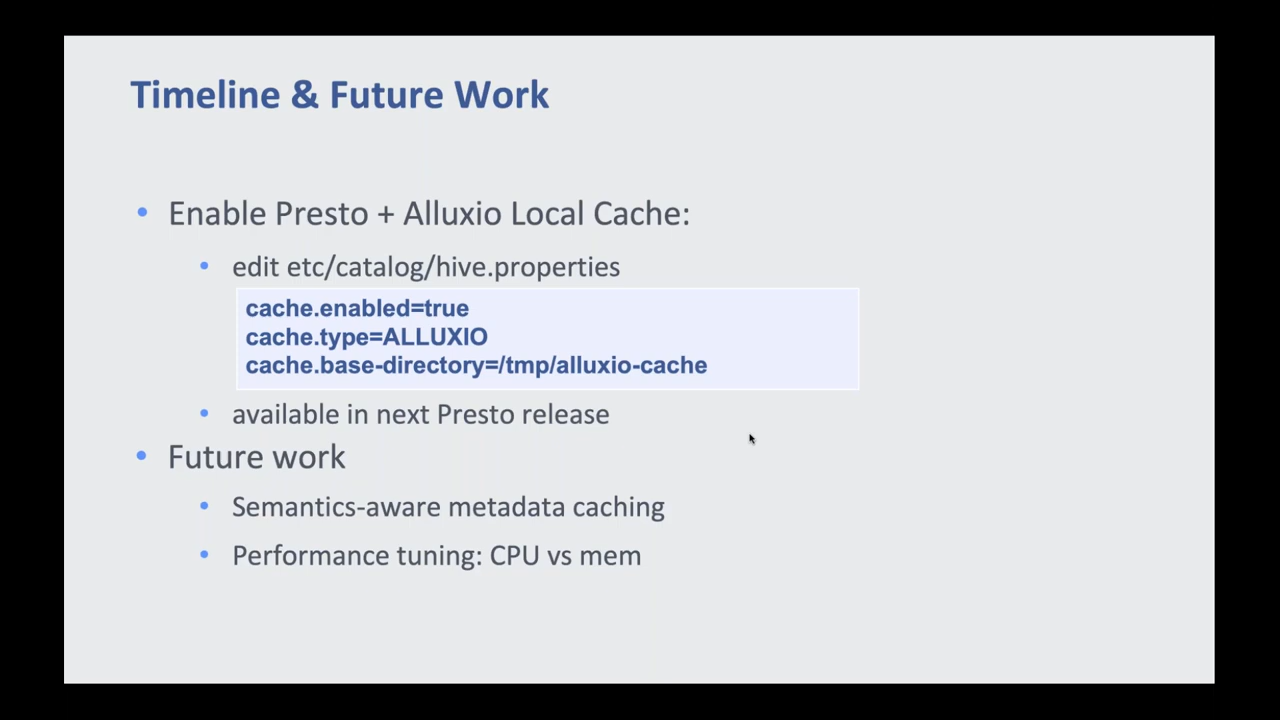 Timeline & Future Work
• Enable Presto + Alluxio Local Cache:
• edit etc/catalog/hive.properties
cache.enabled=true
cache.type=ALLUXIO
cache.base-directory=/tmp/alluxio-cache
• available in next Presto release
• Future work
• Semantics-aware metadata caching
• Performance tuning: CPU vs mem